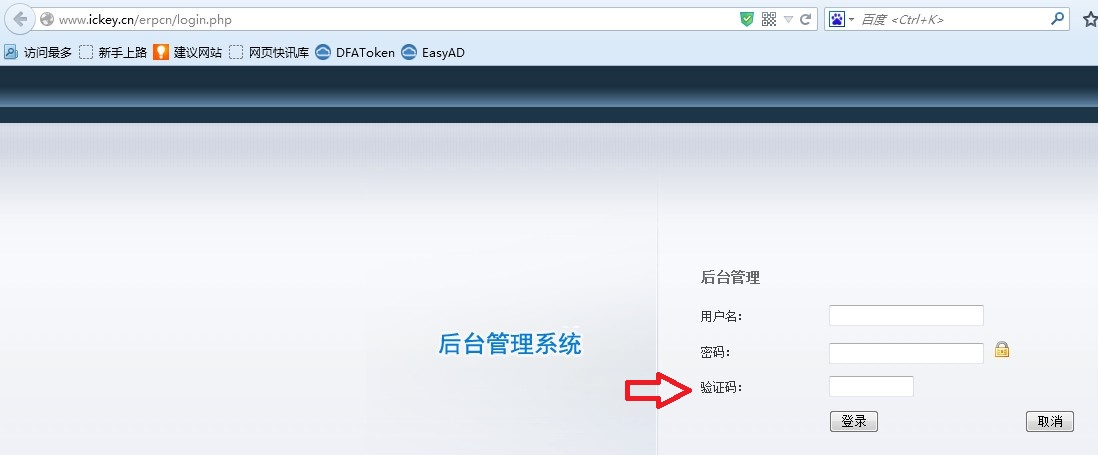 www.ickey.cn/erpcn/login.php
百度 <Ctrl+K>
访问最多 新手上路 建议网站 网页快讯库 DFAToken EasyAD
后台管理
用户名:
后台管理系统
密码:
验证码:
登录 取消